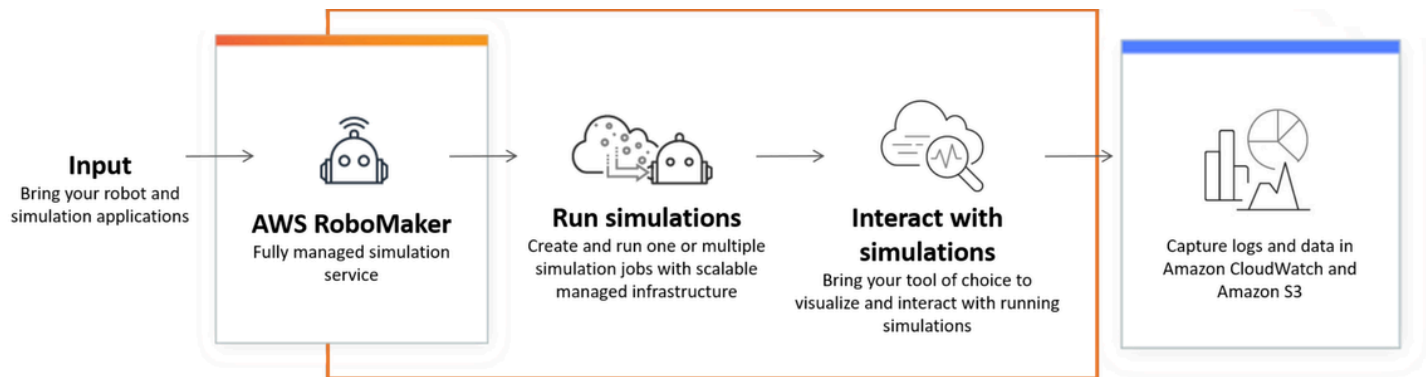 Input
Bring your robot and
simulation applications
AWS RoboMaker
Fully managed simulation
service
Run simulations
Create and run one or multiple
simulation jobs with scalable
managed infrastructure
Interact with
simulations
Bring your tool of choice to
visualize and interact with running
simulations
Capture logs and data in
Amazon CloudWatch and
Amazon S3